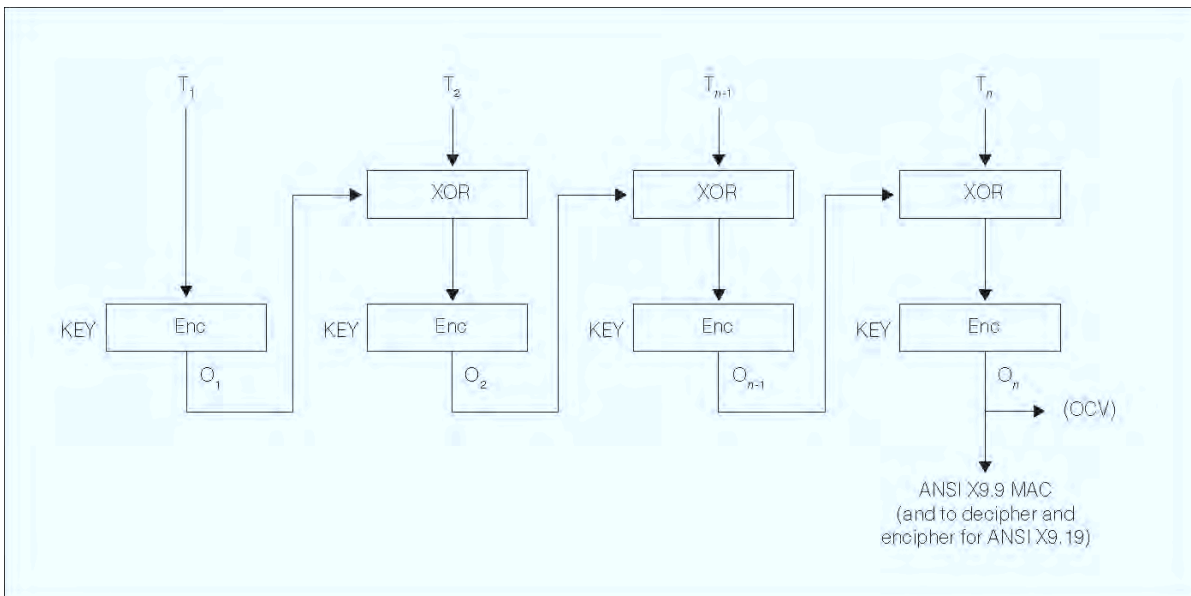 T1 T2 Tn-1 Tn
XOR XOR XOR
KEY Enc KEY Enc KEY Enc KEY Enc
O1 O2 On-1 On
(OCV)
ANSI X9.9 MAC
(and to decipher and
encipher for ANSI X9.19)